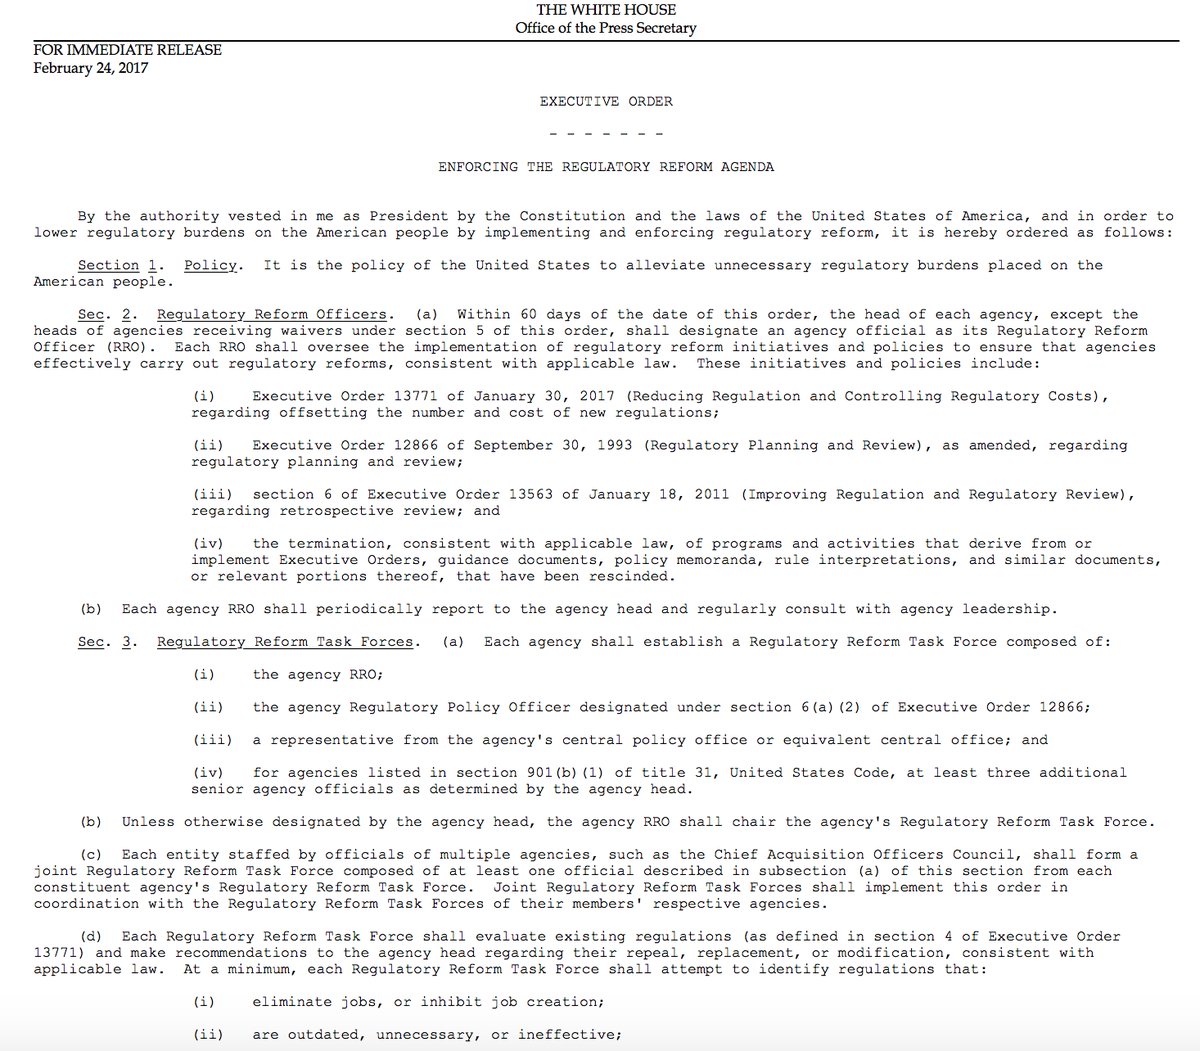 THE WHITE HOUSE
Office of the Press Secretary
FOR IMMEDIATE RELEASE
February 24, 2017
EXECUTIVE ORDER
- - - - - - -
ENFORCING THE REGULATORY REFORM AGENDA
By the authority vested in me as President by the Constitution and the laws of the United States of America, and in order to
lower regulatory burdens on the American people by implementing and enforcing regulatory reform, it is hereby ordered as follows:
Section 1. Policy. It is the policy of the United States to alleviate unnecessary regulatory burdens placed on the
American people.
Sec. 2. Regulatory Reform Officers. (a) Within 60 days of the date of this order, the head of each agency, except the
heads of agencies receiving waivers under section 5 of this order, shall designate an agency official as its Regulatory Reform
Officer (RRO). Each RRO shall oversee the implementation of regulatory reform initiatives and policies to ensure that agencies
effectively carry out regulatory reforms, consistent with applicable law. These initiatives and policies include:
(i) Executive Order 13771 of January 30, 2017 (Reducing Regulation and Controlling Regulatory Costs),
regarding offsetting the number and cost of new regulations;
(ii) Executive Order 12866 of September 30, 1993 (Regulatory Planning and Review), as amended, regarding
regulatory planning and review;
(iii) section 6 of Executive Order 13563 of January 18, 2011 (Improving Regulation and Regulatory Review),
regarding retrospective review; and
(iv) the termination, consistent with applicable law, of programs and activities that derive from or
implement Executive Orders, guidance documents, policy memoranda, rule interpretations, and similar documents,
or relevant portions thereof, that have been rescinded.
(b) Each agency RRO shall periodically report to the agency head and regularly consult with agency leadership.
Sec. 3. Regulatory Reform Task Forces. (a) Each agency shall establish a Regulatory Reform Task Force composed of:
(i) the agency RRO;
(ii) the agency Regulatory Policy Officer designated under section 6(a)(2) of Executive Order 12866;
(iii) a representative from the agency's central policy office or equivalent central office; and
(iv) for agencies listed in section 901(b)(1) of title 31, United States Code, at least three additional
senior agency officials as determined by the agency head.
(b) Unless otherwise designated by the agency head, the agency RRO shall chair the agency's Regulatory Reform Task Force.
(c) Each entity staffed by officials of multiple agencies, such as the Chief Acquisition Officers Council, shall form a
joint Regulatory Reform Task Force composed of at least one official described in subsection (a) of this section from each
constituent agency's Regulatory Reform Task Force. Joint Regulatory Reform Task Forces shall implement this order in
coordination with the Regulatory Reform Task Forces of their members' respective agencies.
(d) Each Regulatory Reform Task Force shall evaluate existing regulations (as defined in section 4 of Executive Order
13771) and make recommendations to the agency head regarding their repeal, replacement, or modification, consistent with
applicable law. At a minimum, each Regulatory Reform Task Force shall attempt to identify regulations that:
(i) eliminate jobs, or inhibit job creation;
(ii) are outdated, unnecessary, or ineffective;